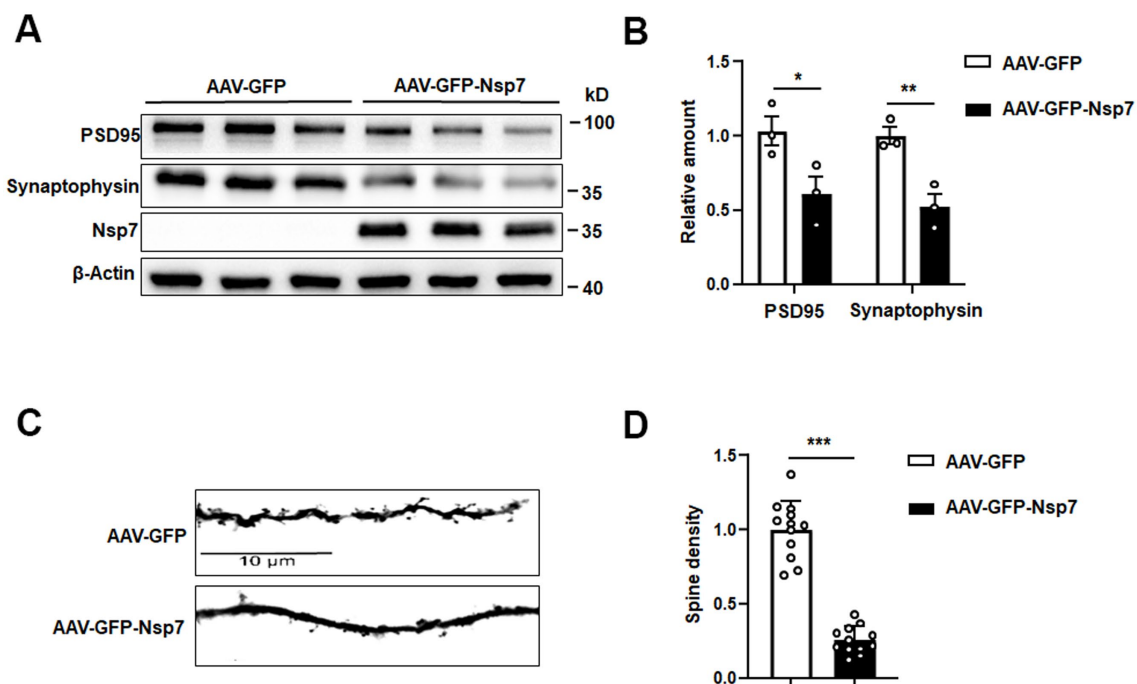 A
AAV-GFP AAV-GFP-Nsp7 kD
PSD95 100
Synaptophysin 35
Nsp7 35
β-Actin 40
B
Relative amount
1.5
1.0
0.5
0.0
* **
PSD95 Synaptophysin
AAV-GFP
AAV-GFP-Nsp7
C
AAV-GFP
10 μm
AAV-GFP-Nsp7
D
Spine density
1.5
1.0
0.5
0.0
***
AAV-GFP
AAV-GFP-Nsp7